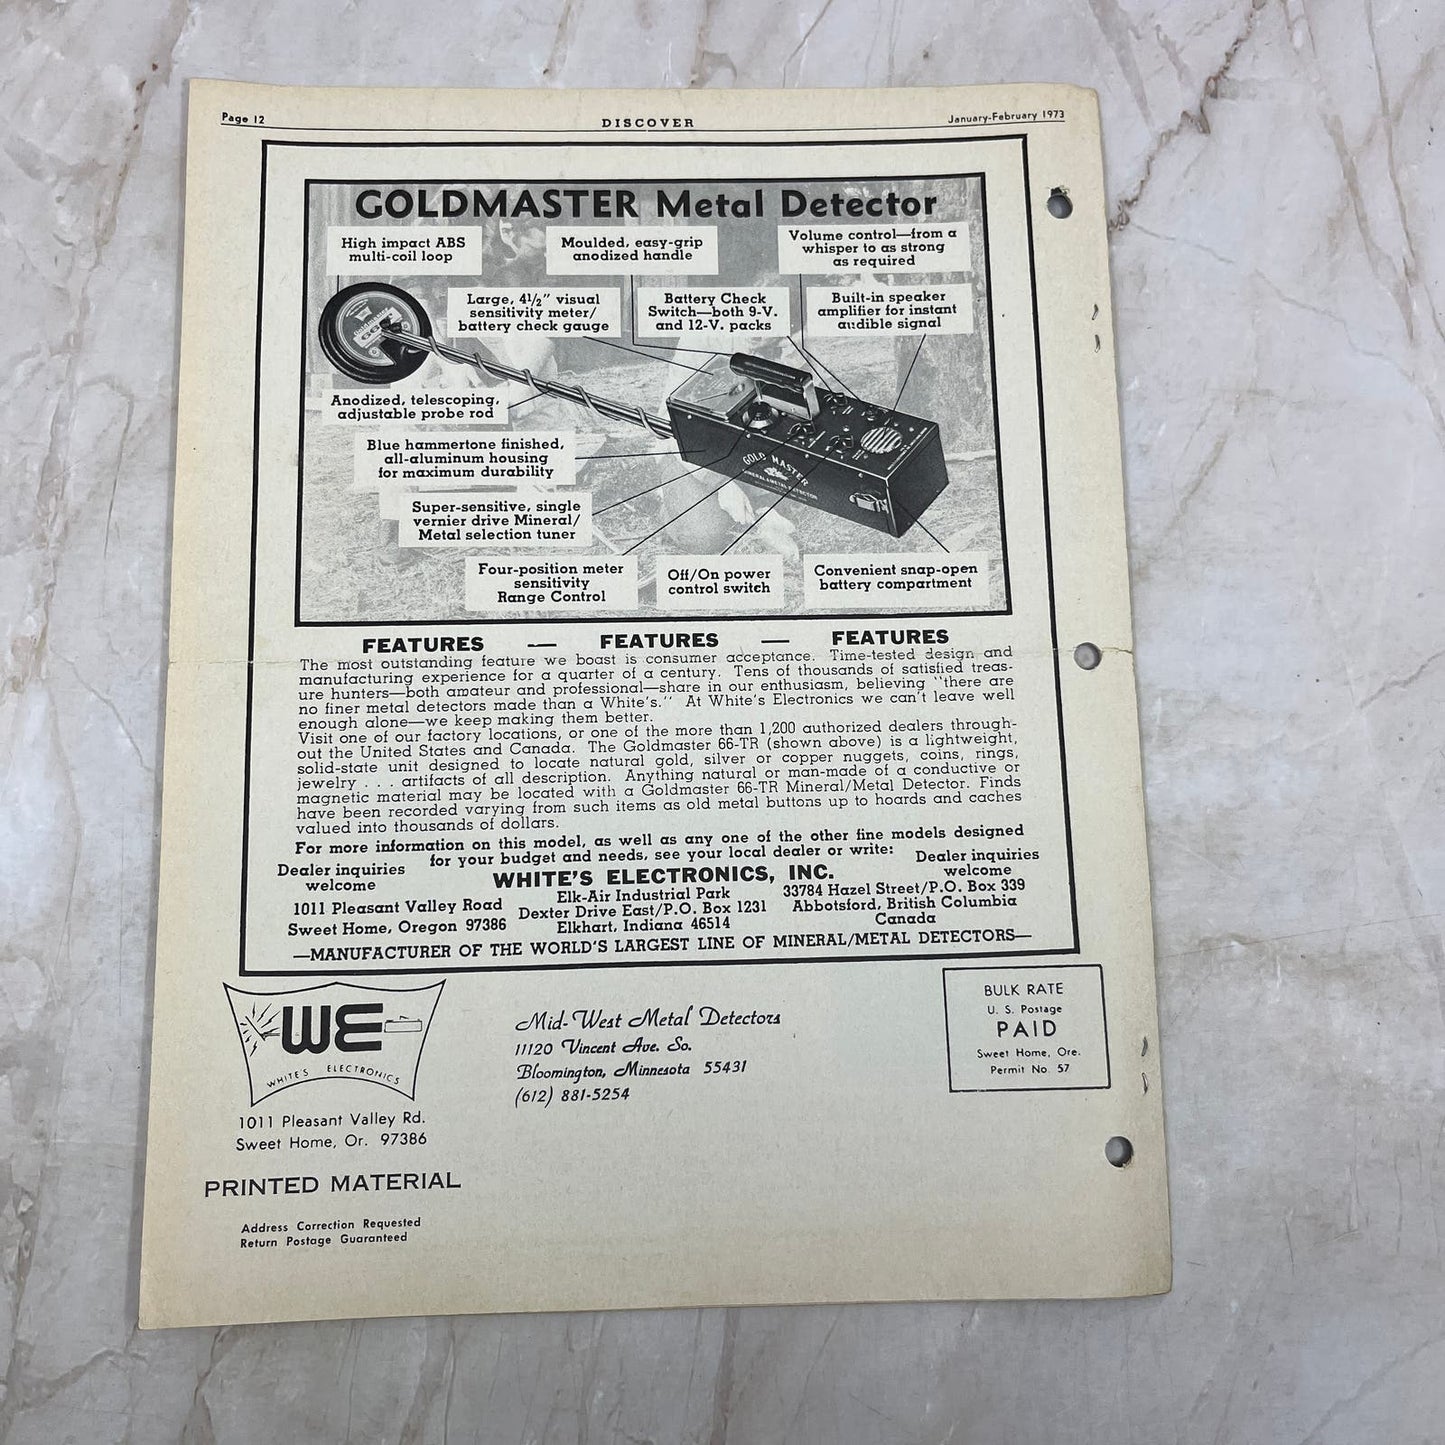 Page 12
DISCOVER
January-February 1973
GOLDMASTER Metal Detector
High impact ABS
multi-coil loop
Moulded, easy-grip
anodized handle
Volume control—from a
whisper to as strong
as required
Large, 4½" visual
sensitivity meter/
battery check gauge
Battery Check
Switch—both 9-V.
and 12-V. packs
Built-in speaker
amplifier for instant
audible signal
Goldmaster
66
Anodized, telescoping,
adjustable probe rod
Blue hammertone finished,
all-aluminum housing
for maximum durability
GOLD MASTER
MINERAL & METAL DETECTOR
Super-sensitive, single
vernier drive Mineral/
Metal selection tuner
Four-position meter
sensitivity
Range Control
Off/On power
control switch
Convenient snap-open
battery compartment
FEATURES — FEATURES — FEATURES
The most outstanding feature we boast is consumer acceptance. Time-tested design and
manufacturing experience for a quarter of a century. Tens of thousands of satisfied treas-
ure hunters—both amateur and professional—share in our enthusiasm, believing "there are
no finer metal detectors made than a White's." At White's Electronics we can't leave well
enough alone—we keep making them better.
Visit one of our factory locations, or one of the more than 1,200 authorized dealers through-
out the United States and Canada. The Goldmaster 66-TR (shown above) is a lightweight,
solid-state unit designed to locate natural gold, silver or copper nuggets, coins, rings,
jewelry . . . artifacts of all description. Anything natural or man-made of a conductive or
magnetic material may be located with a Goldmaster 66-TR Mineral/Metal Detector. Finds
have been recorded varying from such items as old metal buttons up to hoards and caches
valued into thousands of dollars.
For more information on this model, as well as any one of the other fine models designed
for your budget and needs, see your local dealer or write:
Dealer inquiries
welcome
WHITE'S ELECTRONICS, INC.
Dealer inquiries
welcome
1011 Pleasant Valley Road
Sweet Home, Oregon 97386
Elk-Air Industrial Park
Dexter Drive East/P.O. Box 1231
Elkhart, Indiana 46514
33784 Hazel Street/P.O. Box 339
Abbotsford, British Columbia
Canada
—MANUFACTURER OF THE WORLD'S LARGEST LINE OF MINERAL/METAL DETECTORS—
WE
WHITE'S ELECTRONICS
1011 Pleasant Valley Rd.
Sweet Home, Or. 97386
Mid-West Metal Detectors
11120 Vincent Ave. So.
Bloomington, Minnesota 55431
(612) 881-5254
BULK RATE
U. S. Postage
PAID
Sweet Home, Ore.
Permit No. 57
PRINTED MATERIAL
Address Correction Requested
Return Postage Guaranteed